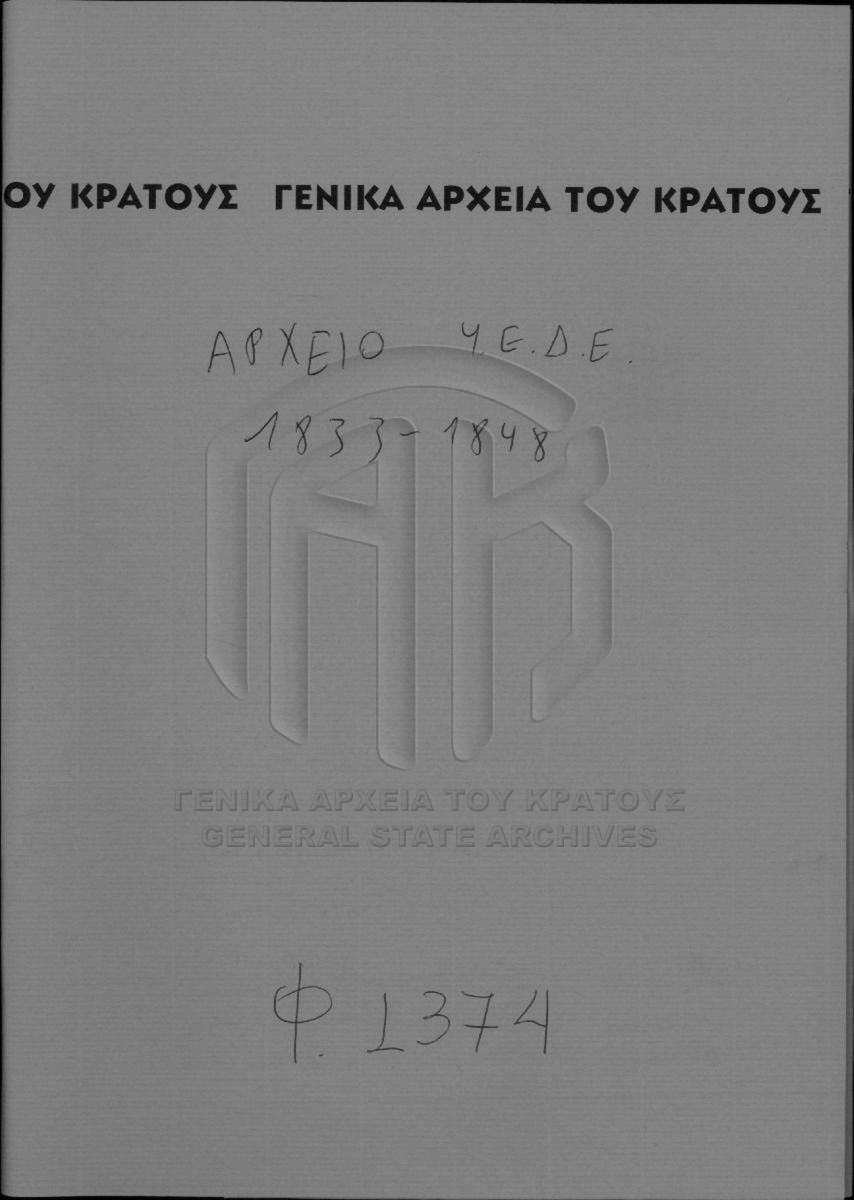 ΟΥ ΚΡΑΤΟΥΣ ΓΕΝΙΚΑ ΑΡΧΕΙΑ ΤΟΥ ΚΡΑΤΟΥΣ
ΑΡΧΕΙΟ Υ.Ε.Δ.Ε.
1833-1848
ΓΕΝΙΚΑ ΑΡΧΕΙΑ ΤΟΥ ΚΡΑΤΟΥΣ
GENERAL STATE ARCHIVES
Φ. 1374